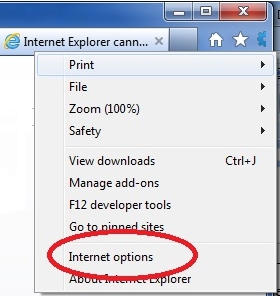 Internet Explorer cann...
Print
File
Zoom (100%)
Safety
View downloads Ctrl+J
Manage add-ons
F12 developer tools
Go to pinned sites
Internet options
About Internet Explorer